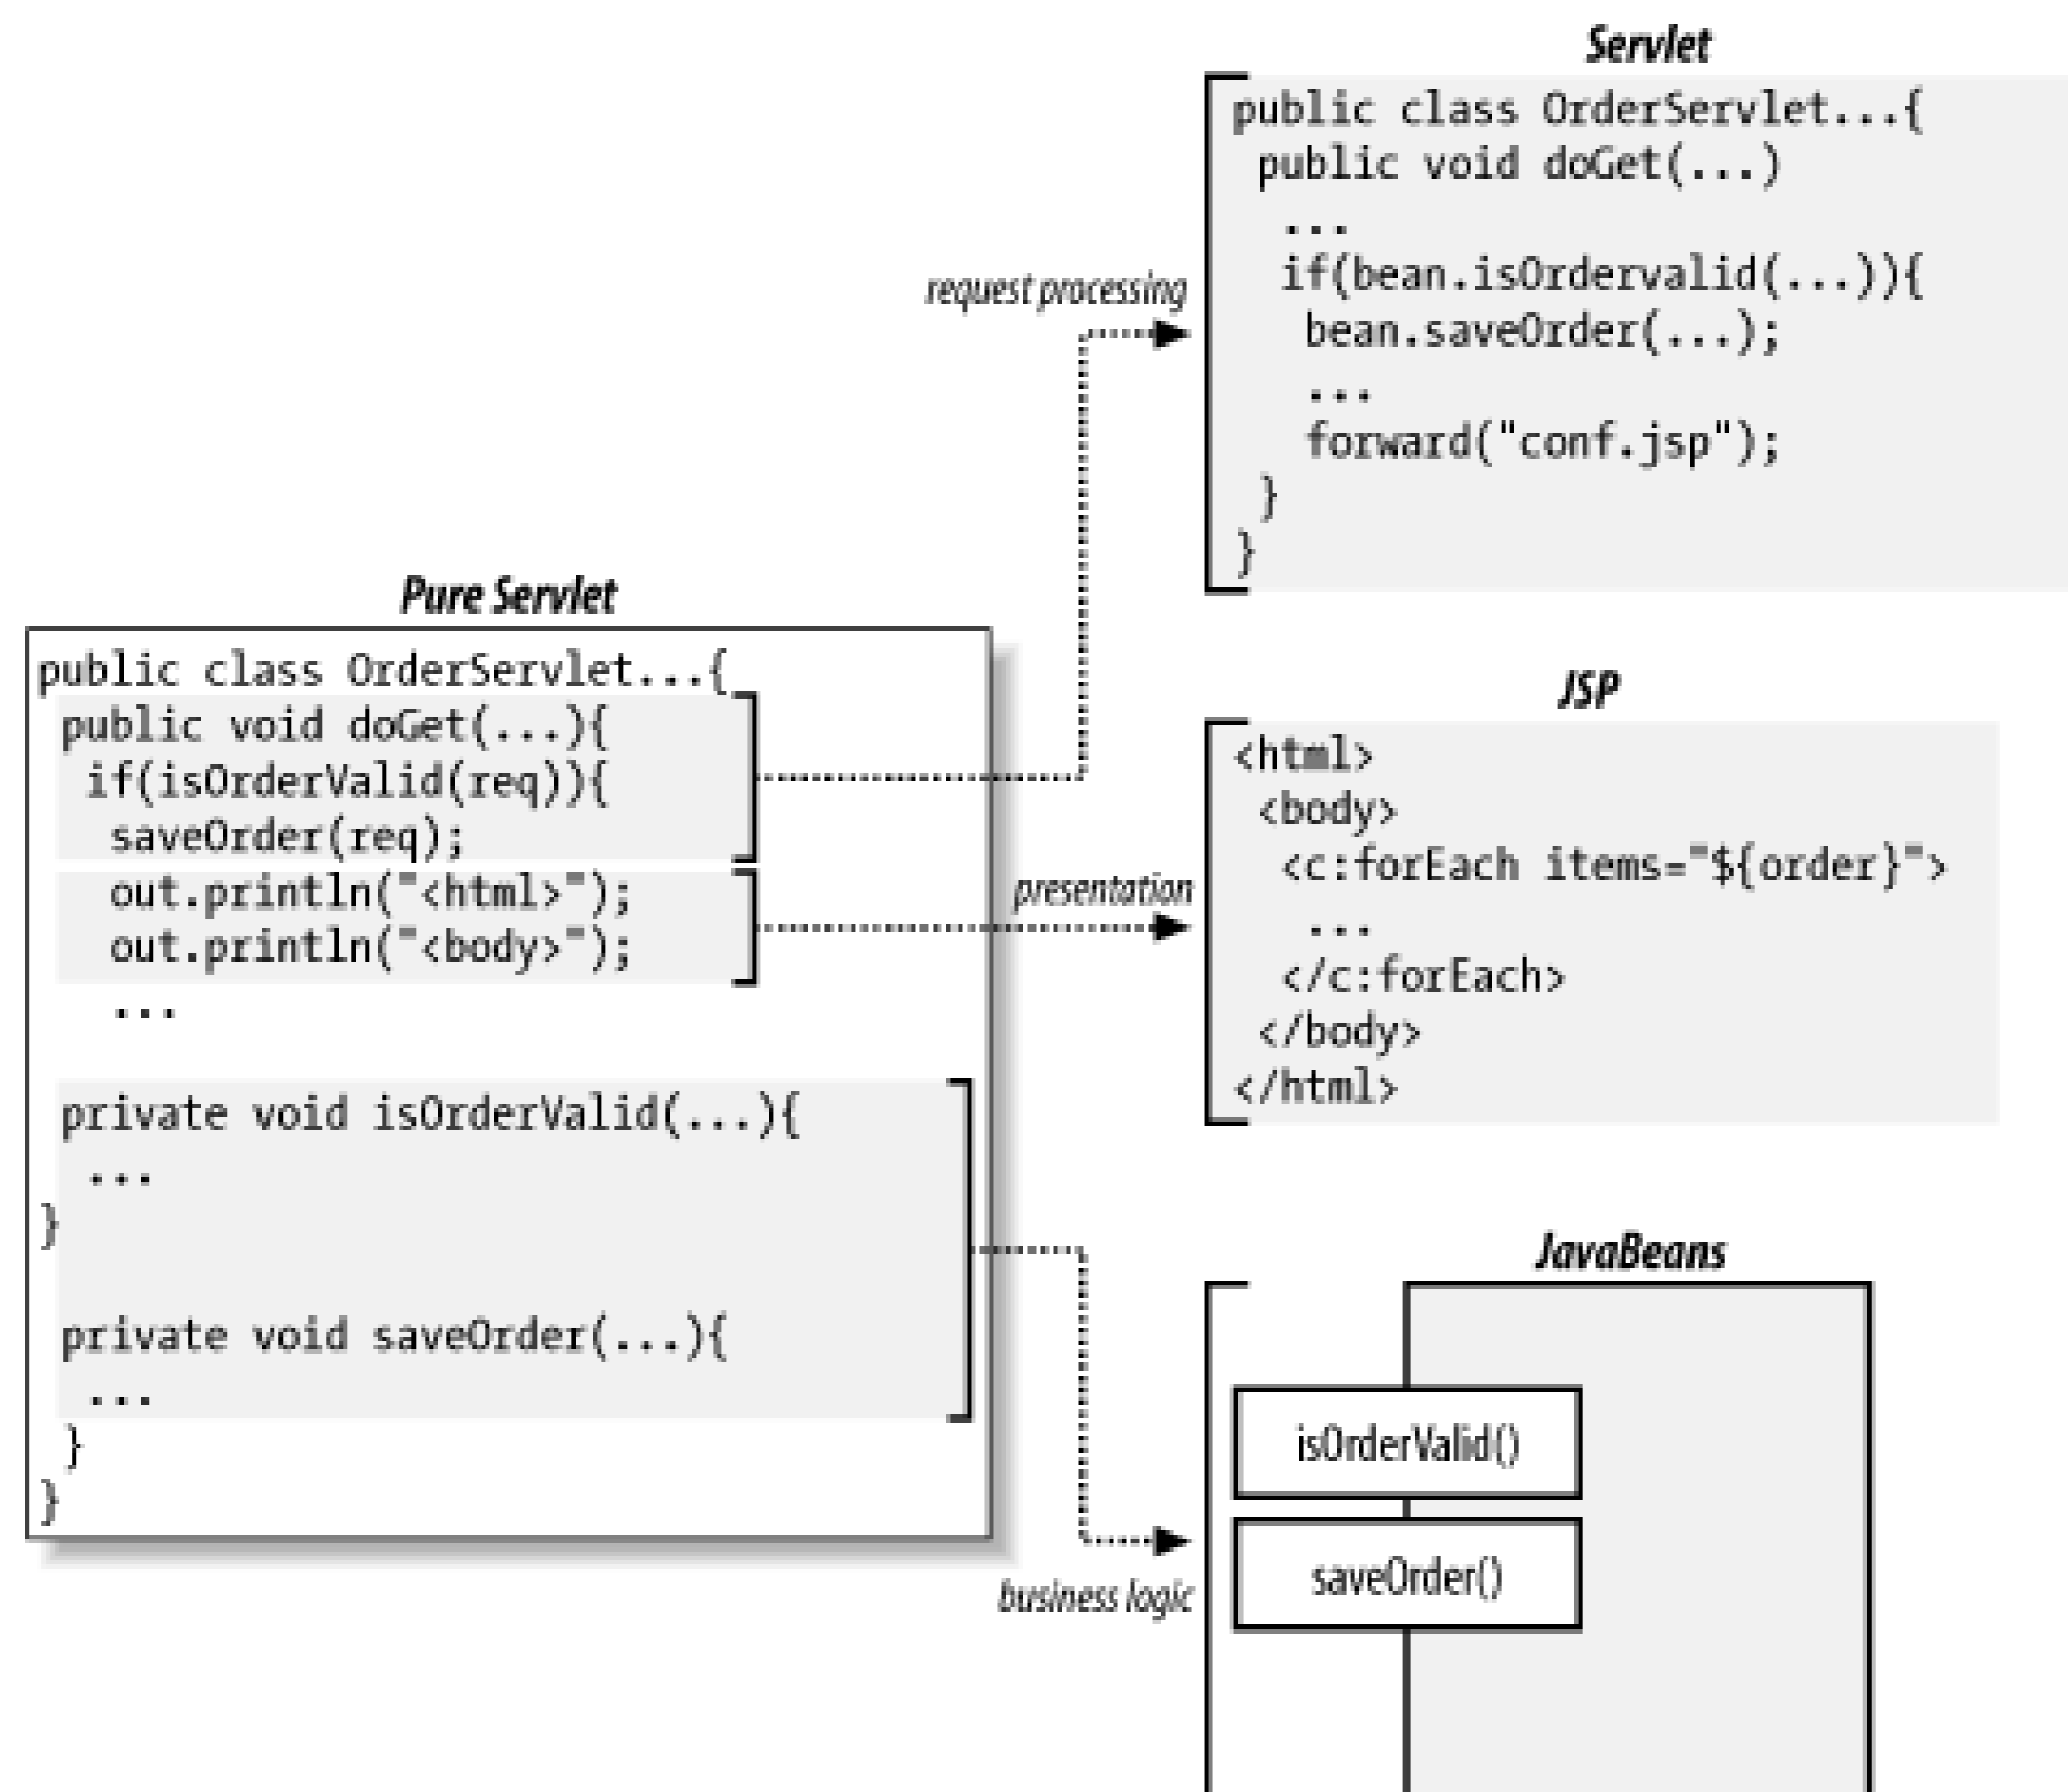 Servlet
public class OrderServlet...{
public void doGet(...)
...
if(bean.isOrdervalid(...)){
bean.saveOrder(...);
...
forward("conf.jsp");
}
}
request processing
Pure Servlet
public class OrderServlet...{
public void doGet(...){
if(isOrderValid(req)){
saveOrder(req);
out.println("<html>");
out.println("<body>");
...
private void isOrderValid(...){
...
}
private void saveOrder(...){
...
}
}
presentation
JSP
<html>
<body>
<c:forEach items="${order}">
...
</c:forEach>
</body>
</html>
business logic
JavaBeans
isOrderValid()
saveOrder()